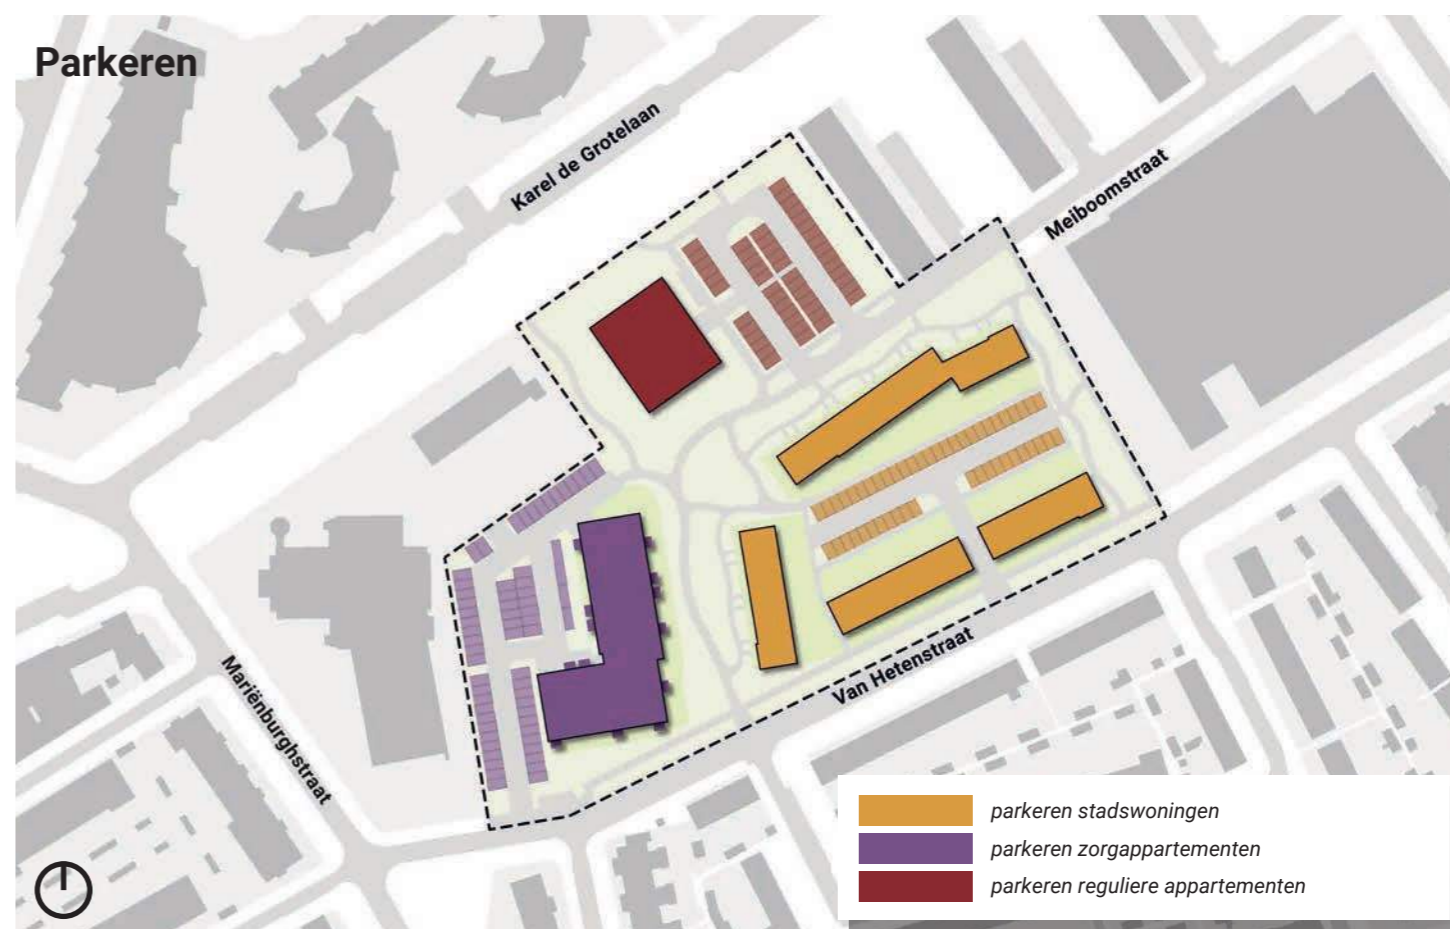 Parkeren
Karel de Grotelaan
Meiboomstraat
Van Hetenstraat
Mariënburghstraat
parkeren stadswoningen
parkeren zorgappartementen
parkeren reguliere appartementen